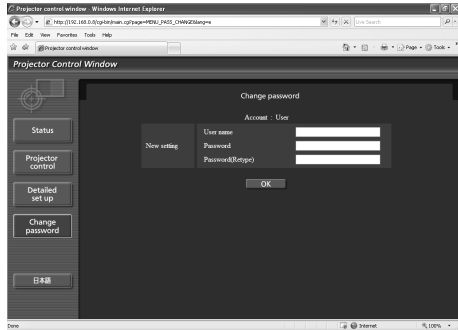 Projector control window - Windows Internet Explorer
http://192.168.0.8/cgi-bin/main.cgi?page=MENU_PASS_CHANGE&lang=e
Live Search
File Edit View Favorites Tools Help
Projector control window
Page Tools
Projector Control Window
Change password
Account : User
Status
Projector control
Detailed set up
Change password
日本語
New setting
User name
Password
Password(Retype)
OK
Done
Internet
100%